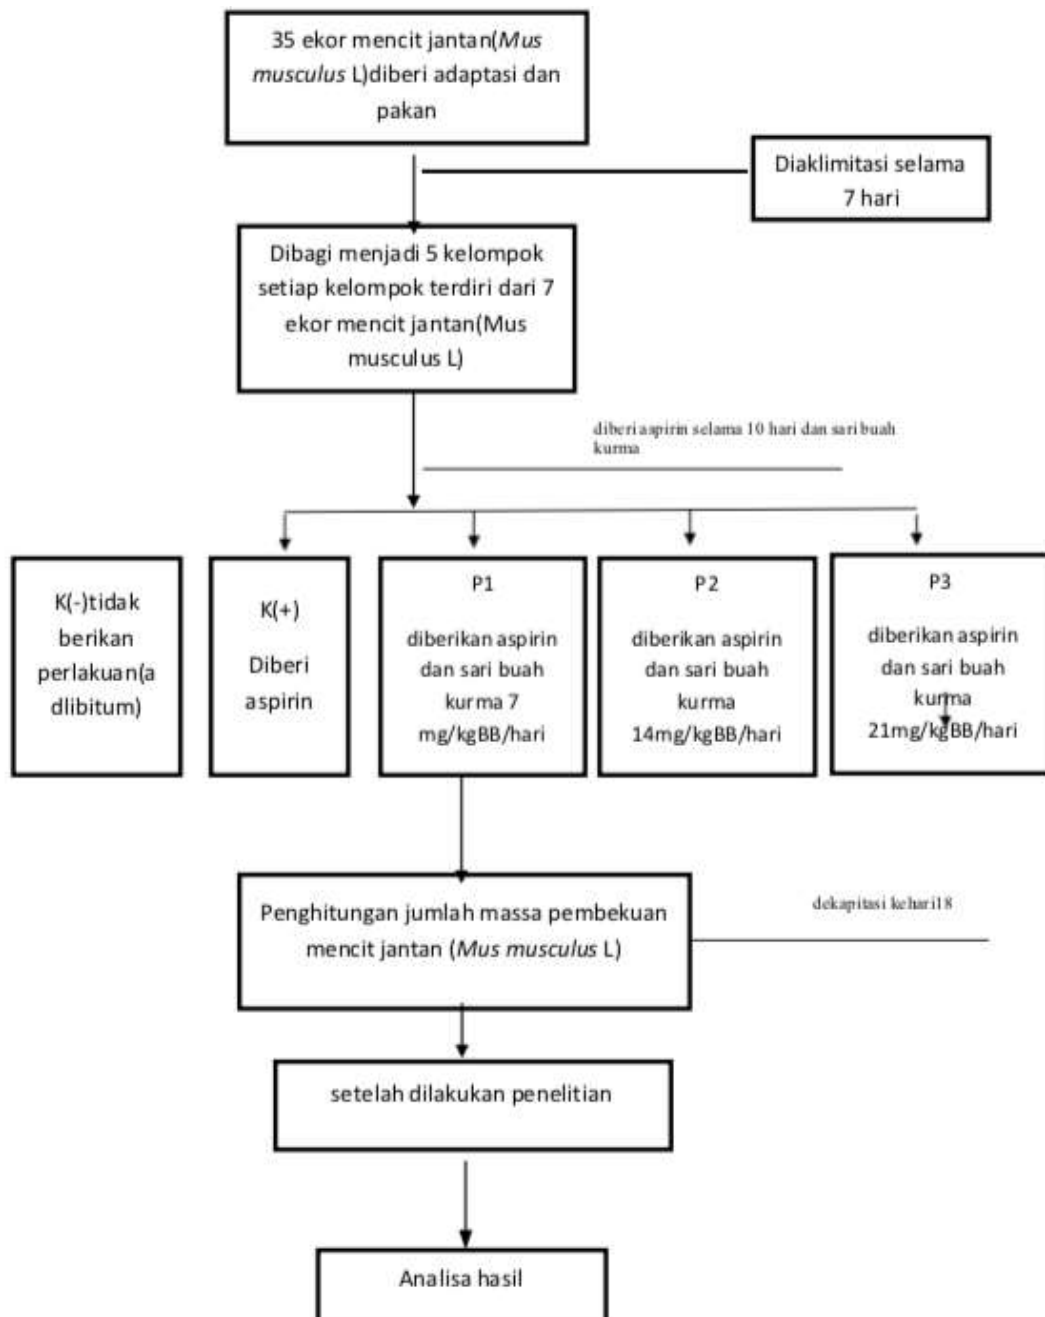 35 ekor mencit jantan(Mus
musculus L)diberi adaptasi dan
pakan
Diaklimitasi selama
7 hari
Dibagi menjadi 5 kelompok
setiap kelompok terdiri dari 7
ekor mencit jantan(Mus
musculus L)
diberi aspirin selama 10 hari dan sari buah
kurma
K(-)tidak
berikan
perlakuan(a
dlibitum)
K(+)
Diberi
aspirin
P1
diberikan aspirin
dan sari buah
kurma 7
mg/kgBB/hari
P2
diberikan aspirin
dan sari buah
kurma
14mg/kgBB/hari
P3
diberikan aspirin
dan sari buah
kurma
21mg/kgBB/hari
Penghitungan jumlah massa pembekuan
mencit jantan (Mus musculus L)
dekapitasi kehari18
setelah dilakukan penelitian
Analisa hasil